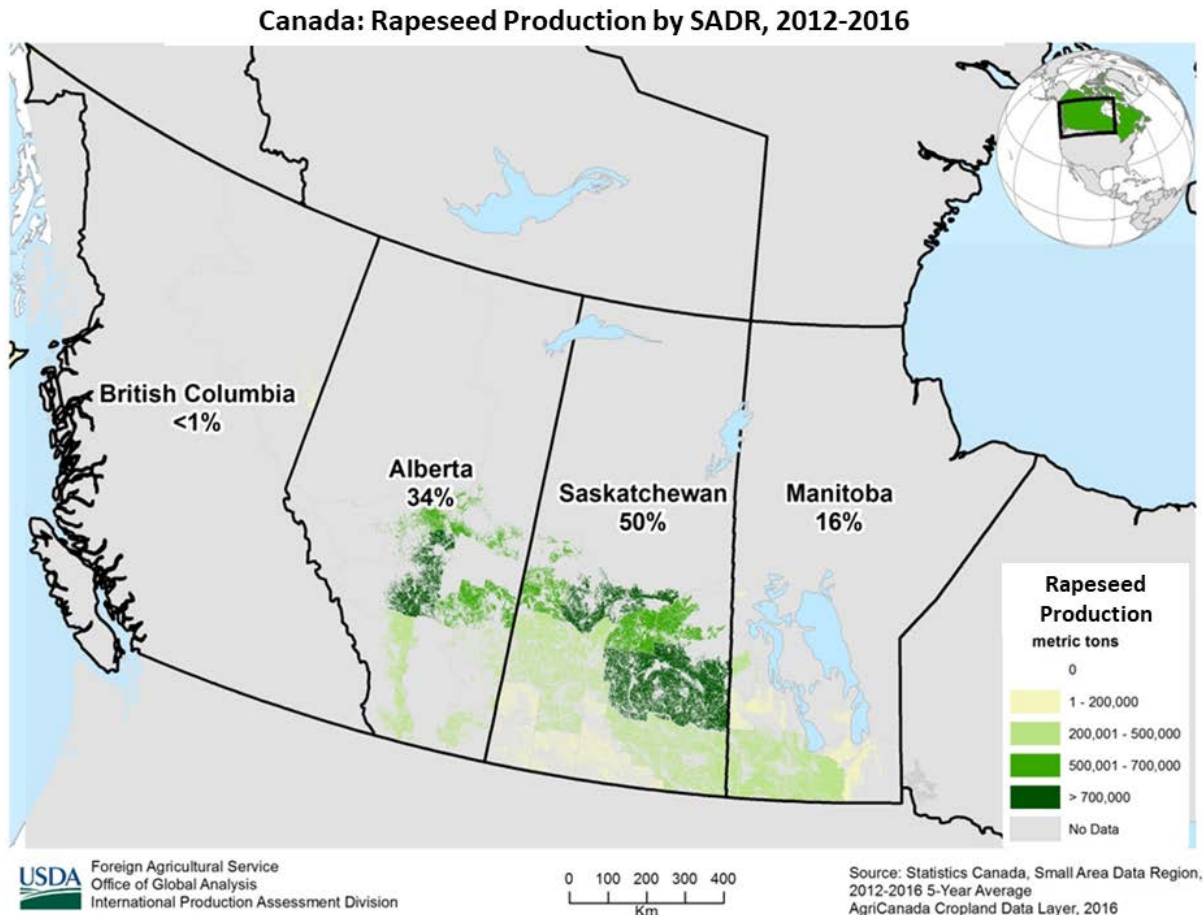 Canada: Rapeseed Production by SADR, 2012-2016
British Columbia
<1%
Alberta
34%
Saskatchewan
50%
Manitoba
16%
Rapeseed
Production
metric tons
0
1 - 200,000
200,001 - 500,000
500,001 - 700,000
> 700,000
No Data
USDA
Foreign Agricultural Service
Office of Global Analysis
International Production Assessment Division
0 100 200 300 400
Km
Source: Statistics Canada, Small Area Data Region,
2012-2016 5-Year Average
AgriCanada Cropland Data Layer, 2016